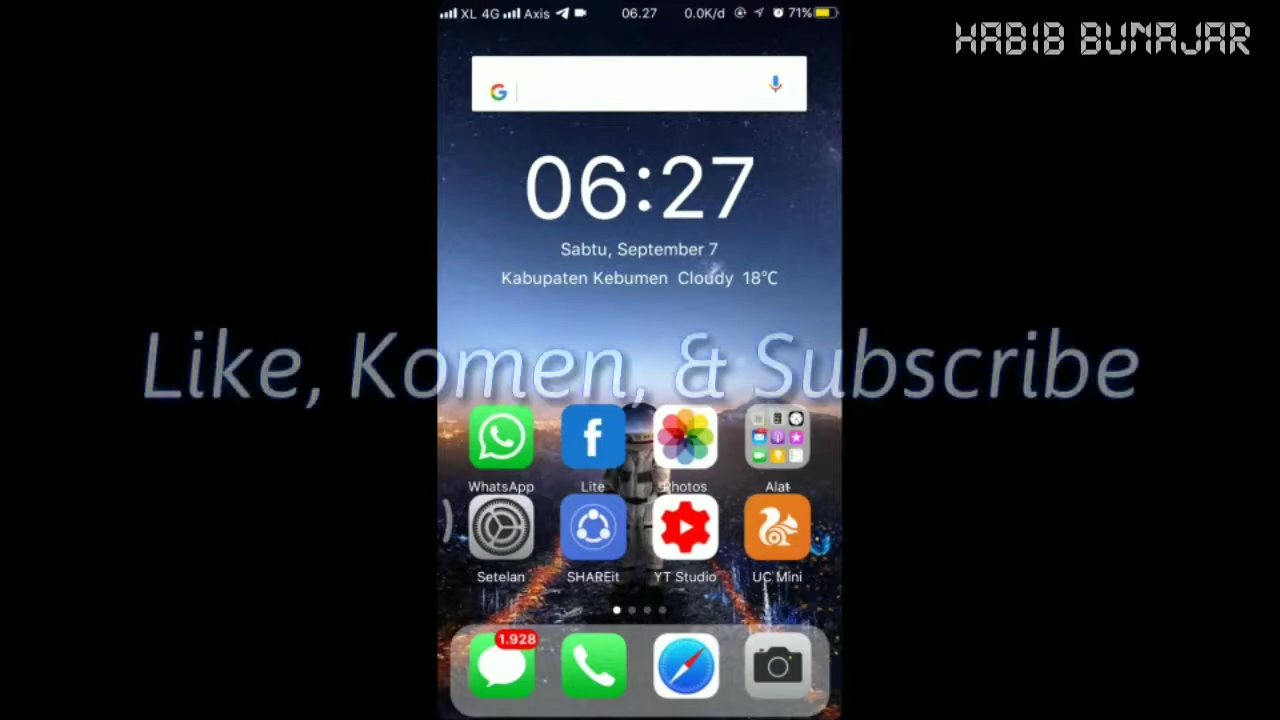 XL 4G Axis 06.27 0.0K/d 71%
HABIB BUNAJAR
06:27
Sabtu, September 7
Kabupaten Kebumen Cloudy 18℃
Like, Komen, & Subscribe
WhatsApp Lite Photos Alat
Setelan SHAREit YT Studio UC Mini
1.928